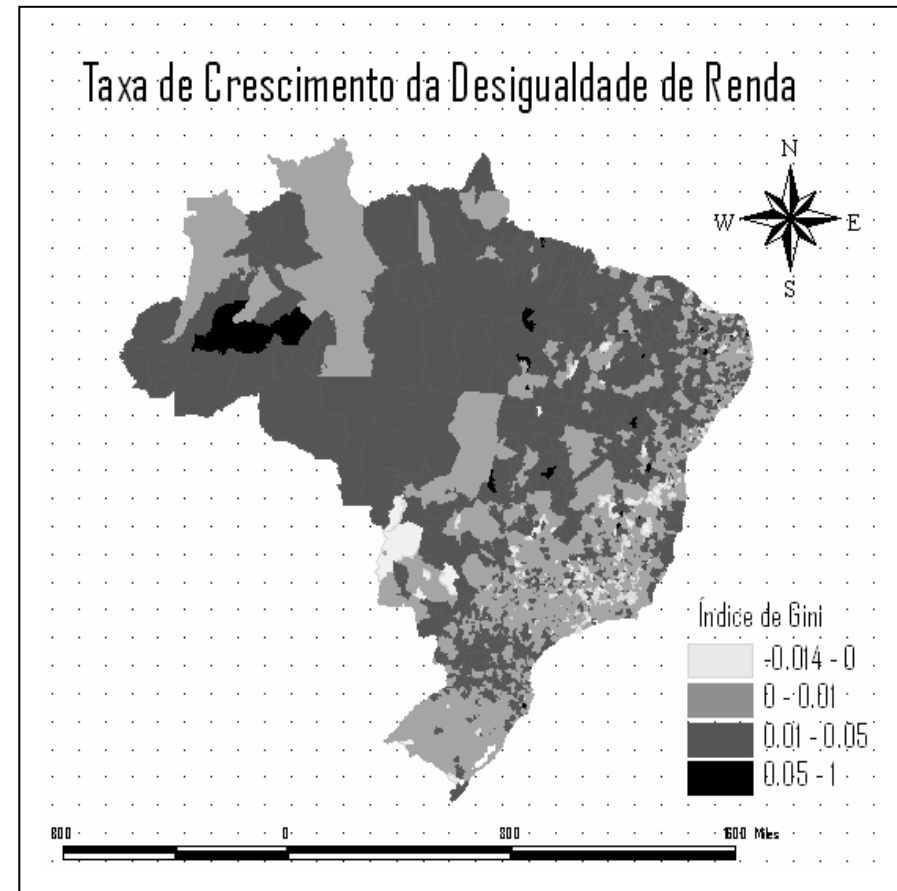 Taxa de Crescimento da Desigualdade de Renda
N
W E
S
Índice de Gini
-0.014 - 0
0 - 0.01
0.01 - 0.05
0.05 - 1
800 0 800 1600 Miles